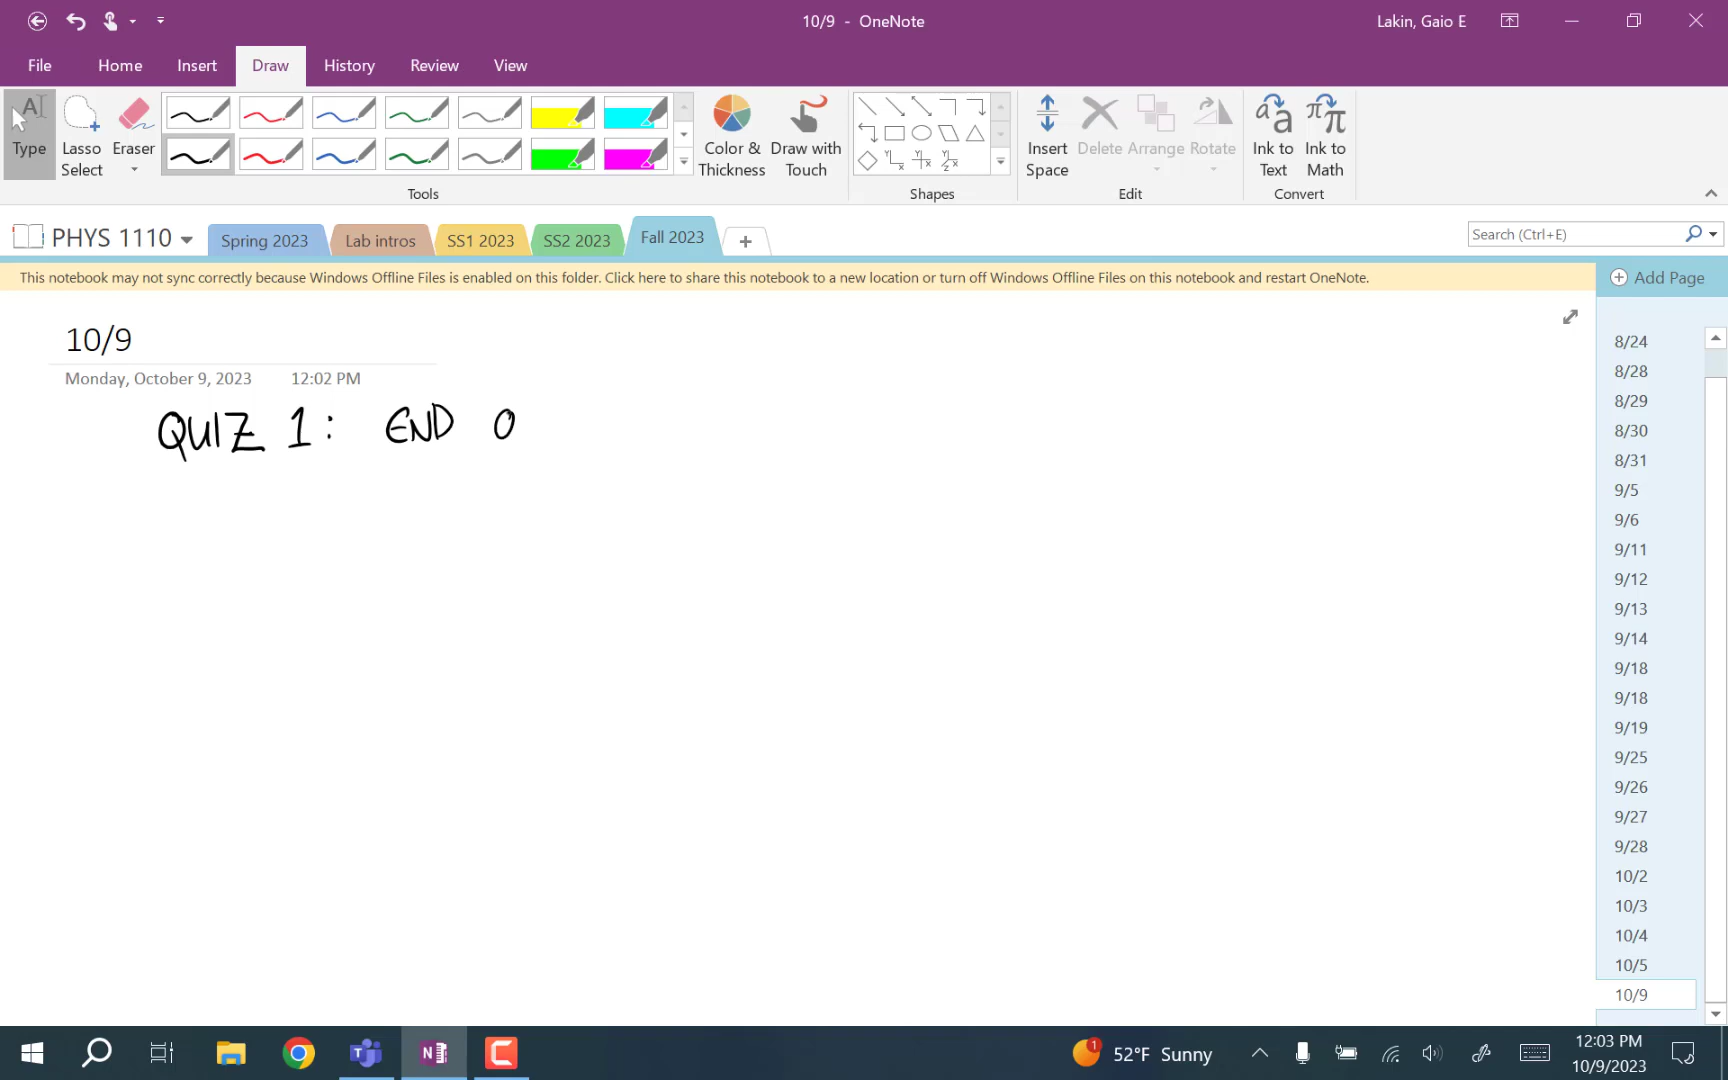 10/9 - OneNote
Lakin, Gaio E
File Home Insert Draw History Review View
Type
Lasso Select
Eraser
Color & Thickness
Draw with Touch
Insert Space
Delete
Arrange
Rotate
Ink to Text
Ink to Math
Tools
Shapes
Edit
Convert
PHYS 1110
Spring 2023
Lab intros
SS1 2023
SS2 2023
Fall 2023
Search (Ctrl+E)
This notebook may not sync correctly because Windows Offline Files is enabled on this folder. Click here to share this notebook to a new location or turn off Windows Offline Files on this notebook and restart OneNote.
Add Page
10/9
Monday, October 9, 2023 12:02 PM
QUIZ 1: END O
8/24
8/28
8/29
8/30
8/31
9/5
9/6
9/11
9/12
9/13
9/14
9/18
9/18
9/19
9/25
9/26
9/27
9/28
10/2
10/3
10/4
10/5
10/9
1
52°F Sunny
12:03 PM
10/9/2023